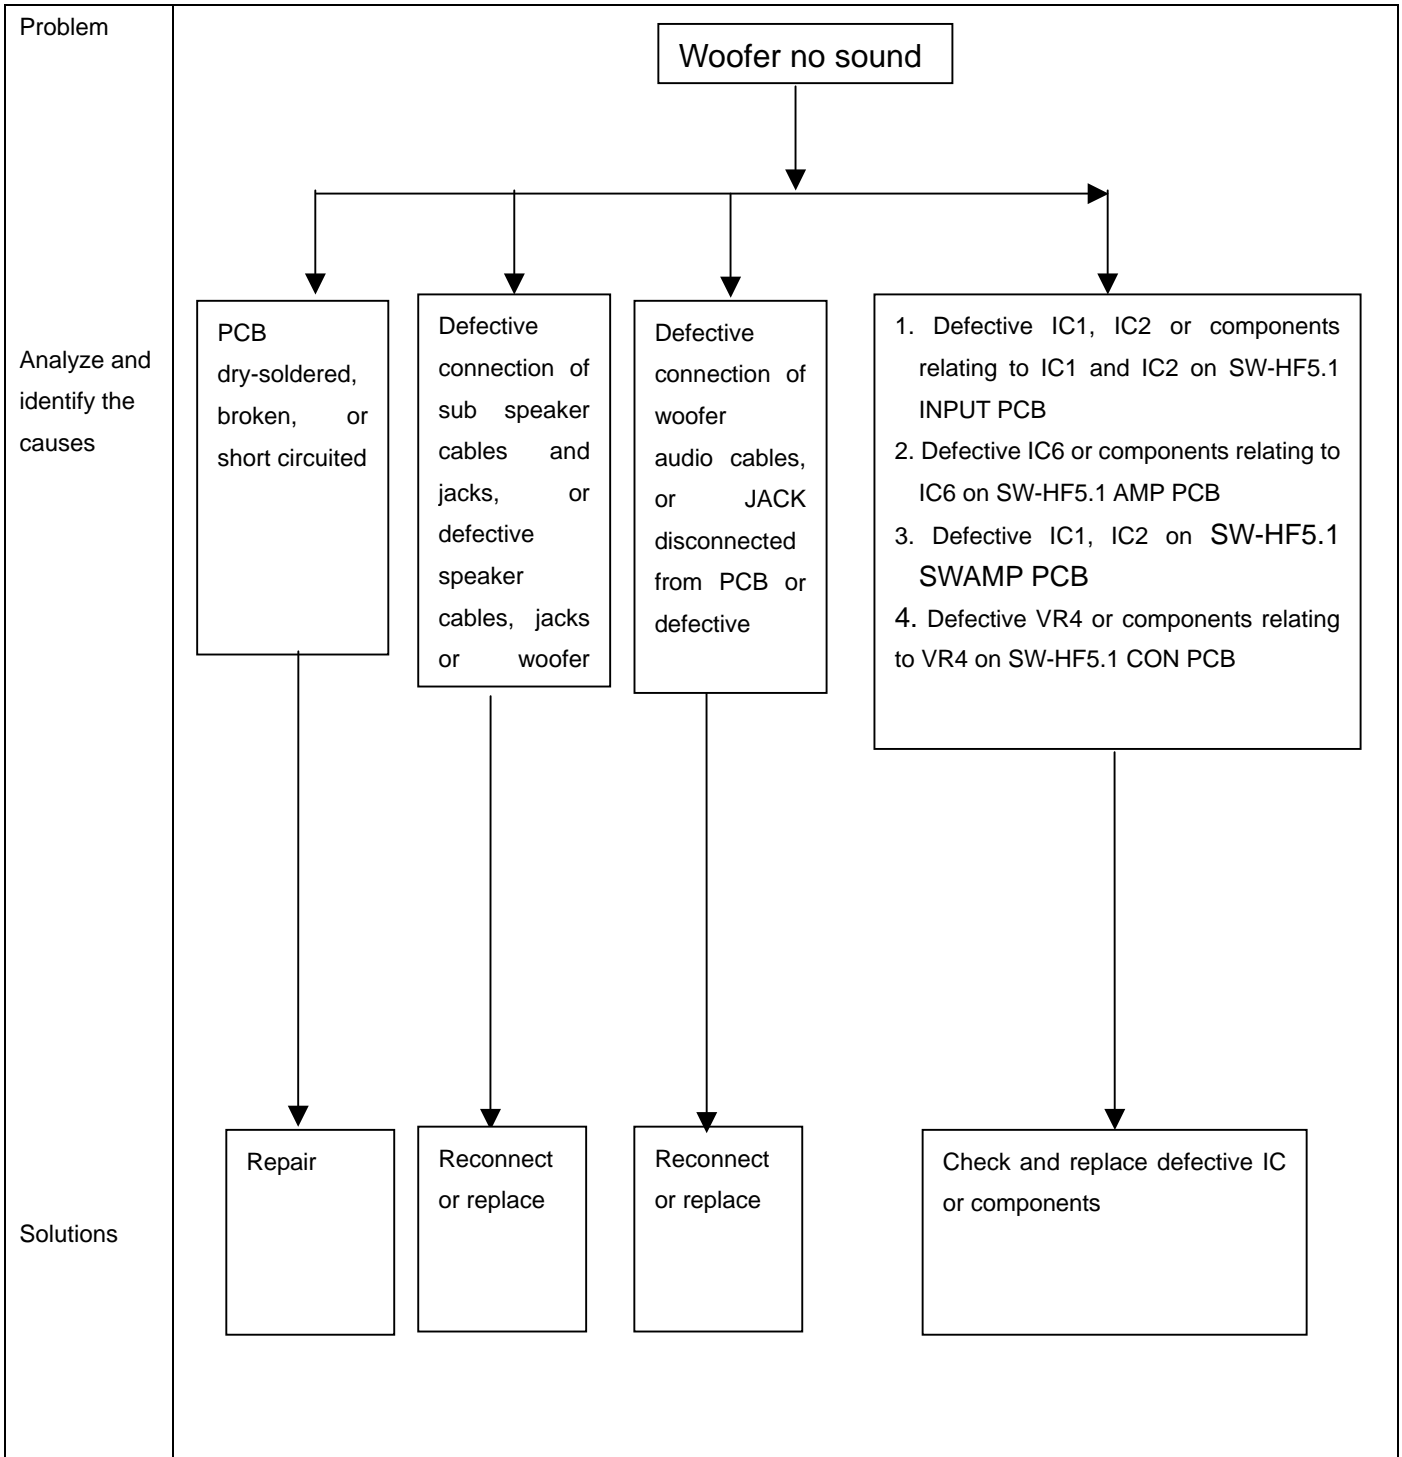 Problem
Woofer no sound
Analyze and
identify the
causes
PCB
dry-soldered,
broken, or
short circuited
Defective
connection of
sub speaker
cables and
jacks, or
defective
speaker
cables, jacks
or woofer
Defective
connection of
woofer
audio cables,
or JACK
disconnected
from PCB or
defective
1. Defective IC1, IC2 or components
relating to IC1 and IC2 on SW-HF5.1
INPUT PCB
2. Defective IC6 or components relating to
IC6 on SW-HF5.1 AMP PCB
3. Defective IC1, IC2 on SW-HF5.1
SWAMP PCB
4. Defective VR4 or components relating
to VR4 on SW-HF5.1 CON PCB
Solutions
Repair
Reconnect
or replace
Reconnect
or replace
Check and replace defective IC
or components